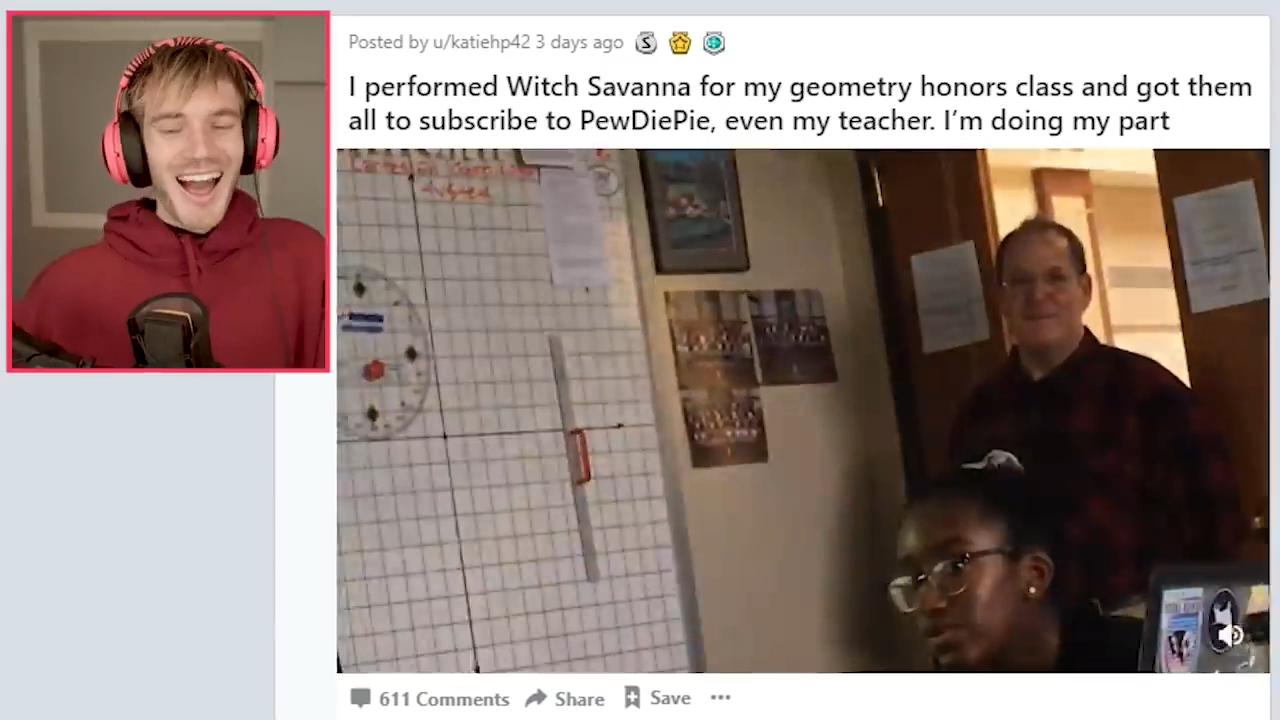 Posted by u/katiehp42 3 days ago
I performed Witch Savanna for my geometry honors class and got them
all to subscribe to PewDiePie, even my teacher. I'm doing my part
611 Comments Share Save ···